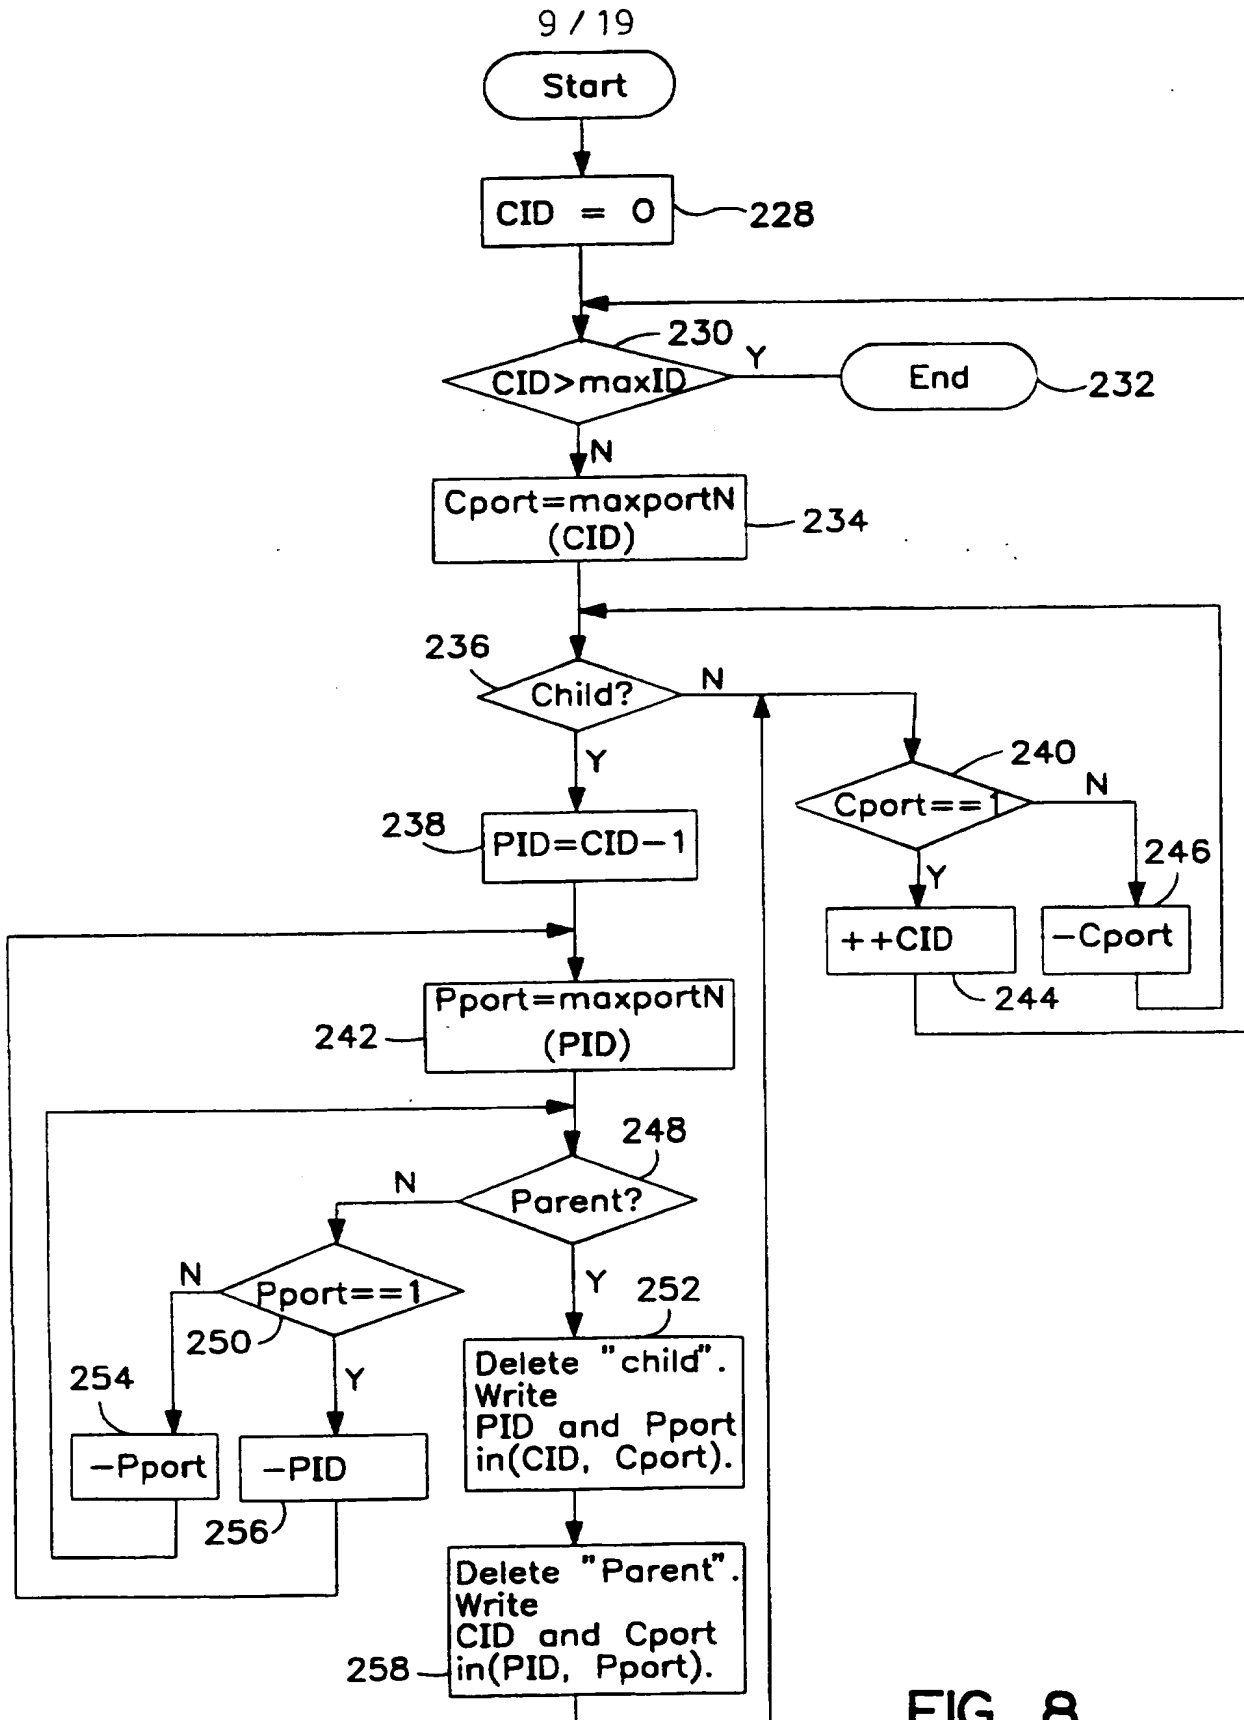 9 / 19
Start
CID = 0
228
230
CID>maxID
Y
End
232
N
Cport=maxportN
(CID)
234
236
Child?
N
Y
240
Cport==1
N
238
PID=CID-1
Y
246
++CID
-Cport
244
Pport=maxportN
(PID)
242
248
N
Parent?
N
Pport==1
250
Y
252
254
Y
Delete "child".
Write
PID and Pport
in(CID, Cport).
-Pport
-PID
256
Delete "Parent".
Write
CID and Cport
in(PID, Pport).
258
FIG. 8